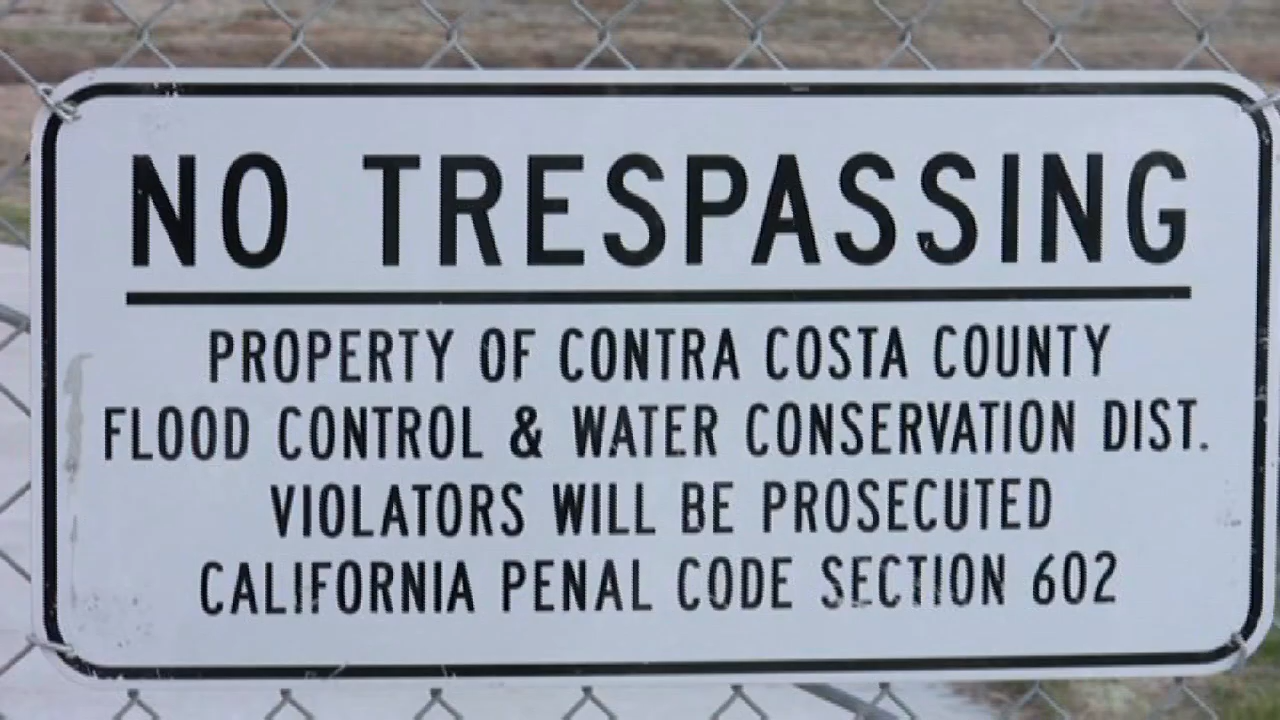 NO TRESPASSING
PROPERTY OF CONTRA COSTA COUNTY
FLOOD CONTROL & WATER CONSERVATION DIST.
VIOLATORS WILL BE PROSECUTED
CALIFORNIA PENAL CODE SECTION 602